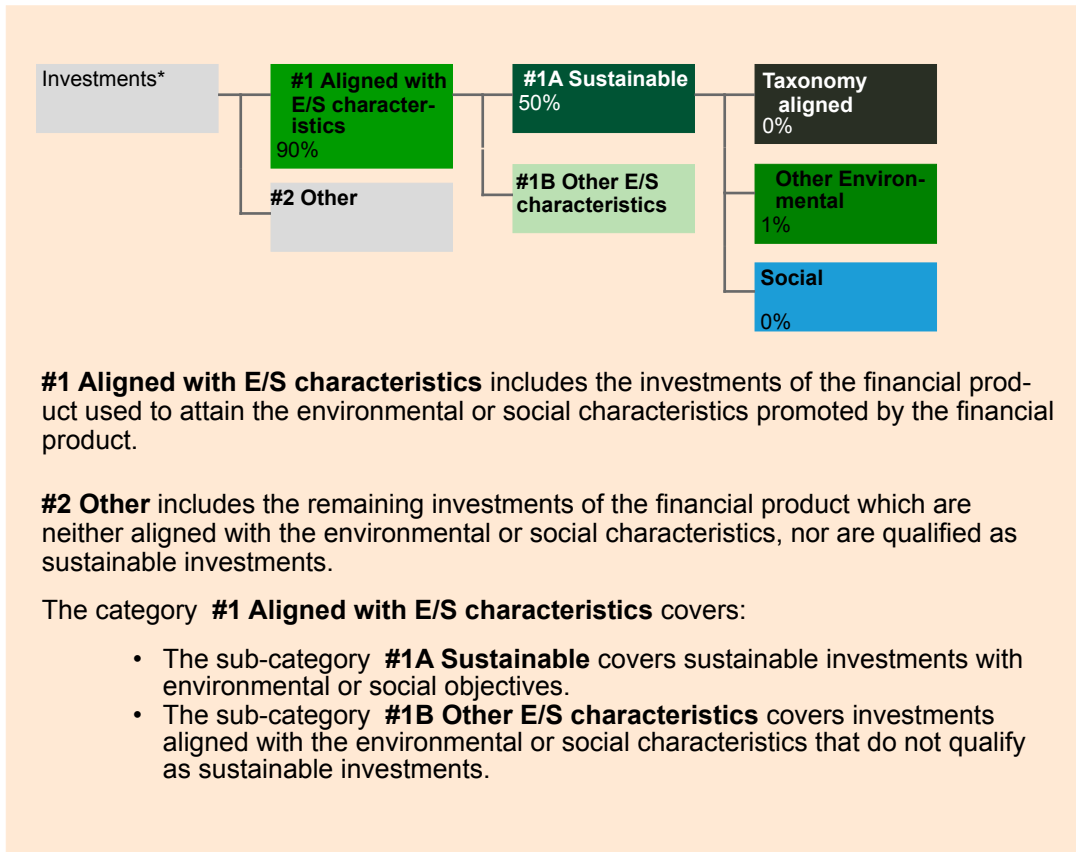 Investments*
#1 Aligned with
E/S character-
istics
90%
#2 Other
#1A Sustainable
50%
#1B Other E/S
characteristics
Taxonomy
aligned
0%
Other Environ-
mental
1%
Social
0%
#1 Aligned with E/S characteristics includes the investments of the financial prod-
uct used to attain the environmental or social characteristics promoted by the financial
product.
#2 Other includes the remaining investments of the financial product which are
neither aligned with the environmental or social characteristics, nor are qualified as
sustainable investments.
The category #1 Aligned with E/S characteristics covers:
• The sub-category #1A Sustainable covers sustainable investments with
environmental or social objectives.
• The sub-category #1B Other E/S characteristics covers investments
aligned with the environmental or social characteristics that do not qualify
as sustainable investments.